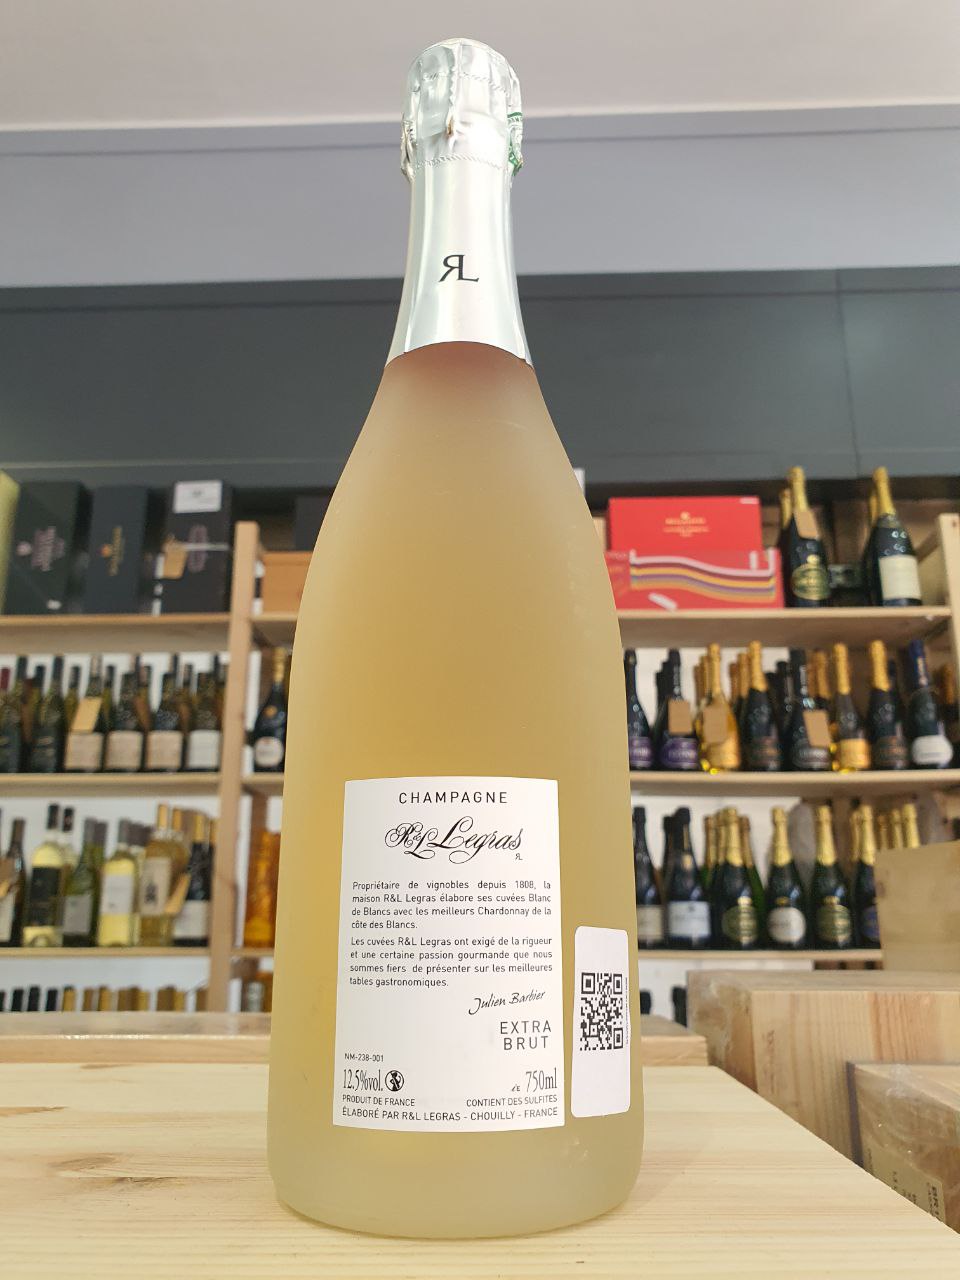 RL
CHAMPAGNE
R&L Legras
RL
Propriétaire de vignobles depuis 1808, la
maison R&L Legras élabore ses cuvées Blanc
de Blancs avec les meilleurs Chardonnay de la
côte des Blancs.
Les cuvées R&L Legras ont exigé de la rigueur
et une certaine passion gourmande que nous
sommes fiers de présenter sur les meilleures
tables gastronomiques.
Julien Barbier
EXTRA
BRUT
NM-238-001
12,5%vol. 750ml
PRODUIT DE FRANCE CONTIENT DES SULFITES
ÉLABORÉ PAR R&L LEGRAS - CHOUILLY - FRANCE